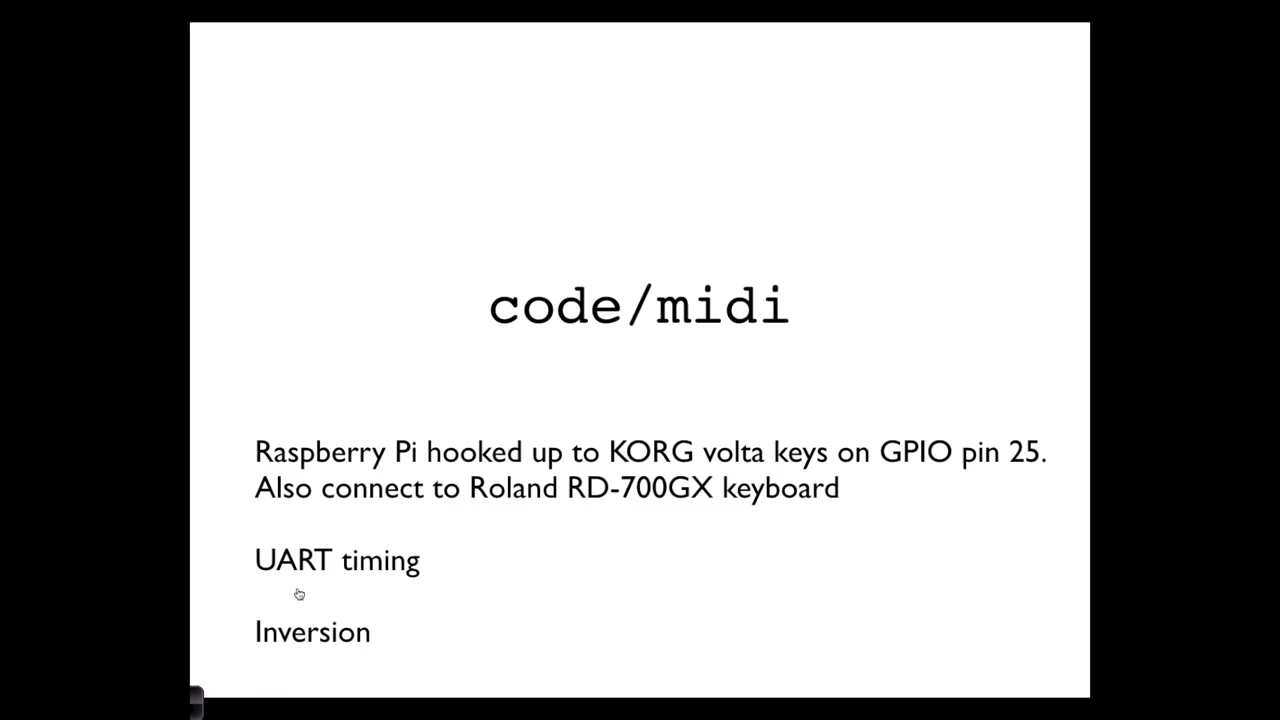 code/midi
Raspberry Pi hooked up to KORG volta keys on GPIO pin 25.
Also connect to Roland RD-700GX keyboard
UART timing
Inversion